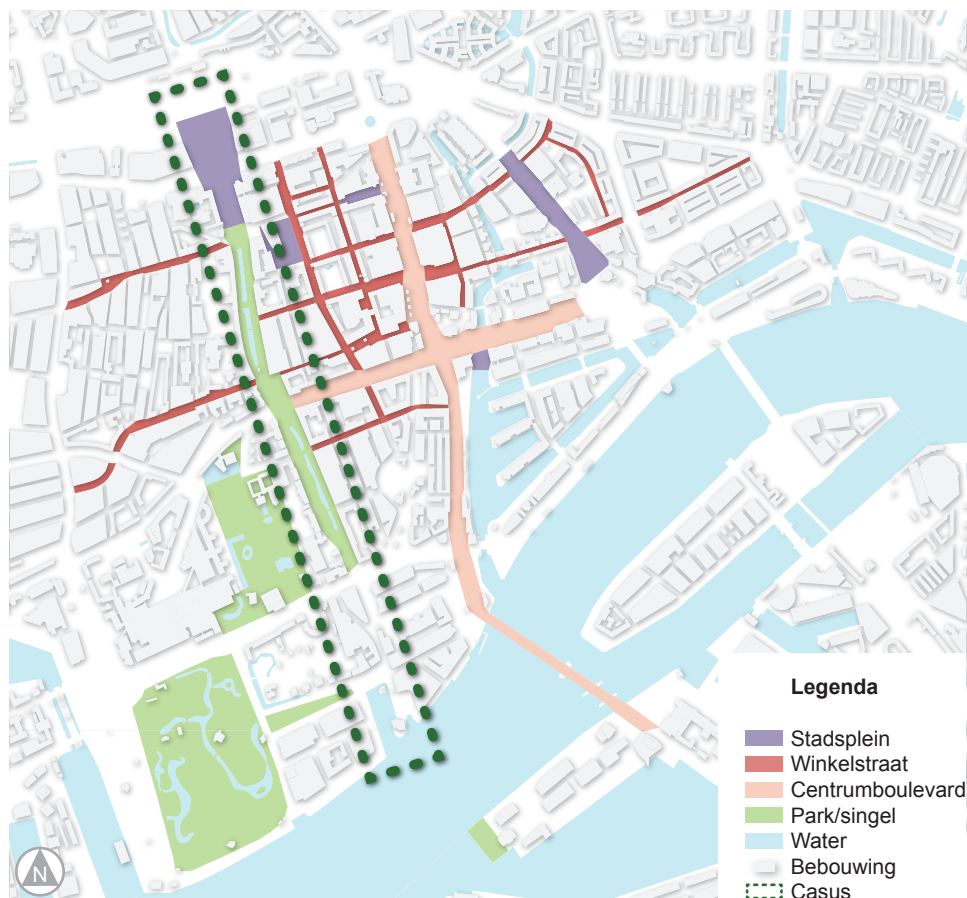 Legenda
Stadsplein
Winkelstraat
Centrumboulevard
Park/singel
Water
Bebouwing
Casus
N